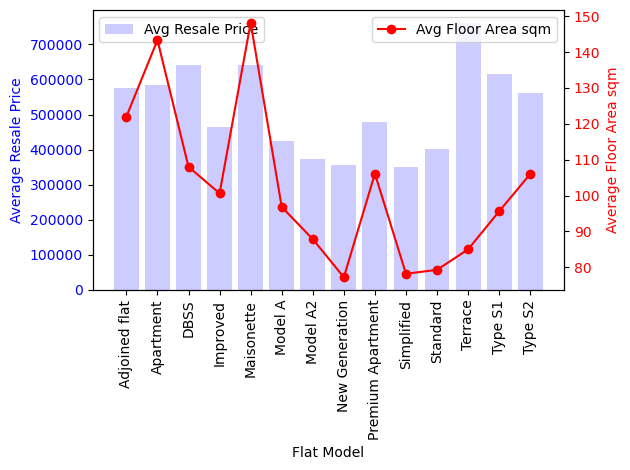 Avg Resale Price
Avg Floor Area sqm
Average Resale Price
700000
600000
500000
400000
300000
200000
100000
0
150
140
130
120
110
100
90
80
Average Floor Area sqm
Adjoined flat
Apartment
DBSS
Improved
Maisonette
Model A
Model A2
New Generation
Premium Apartment
Simplified
Standard
Terrace
Type S1
Type S2
Flat Model